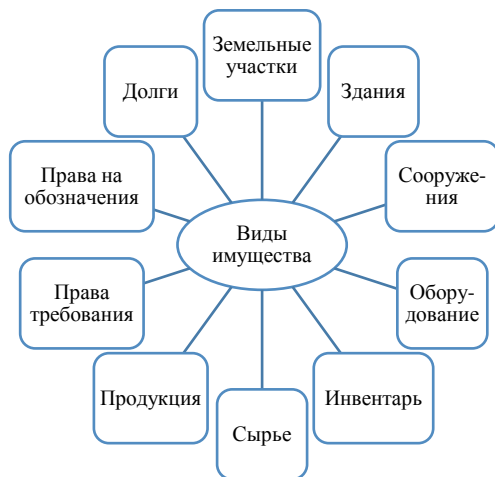 Земельные
участки
Здания
Сооруже-
ния
Обору-
дование
Инвентарь
Сырье
Продукция
Права
требования
Права на
обозначения
Долги
Виды
имущества